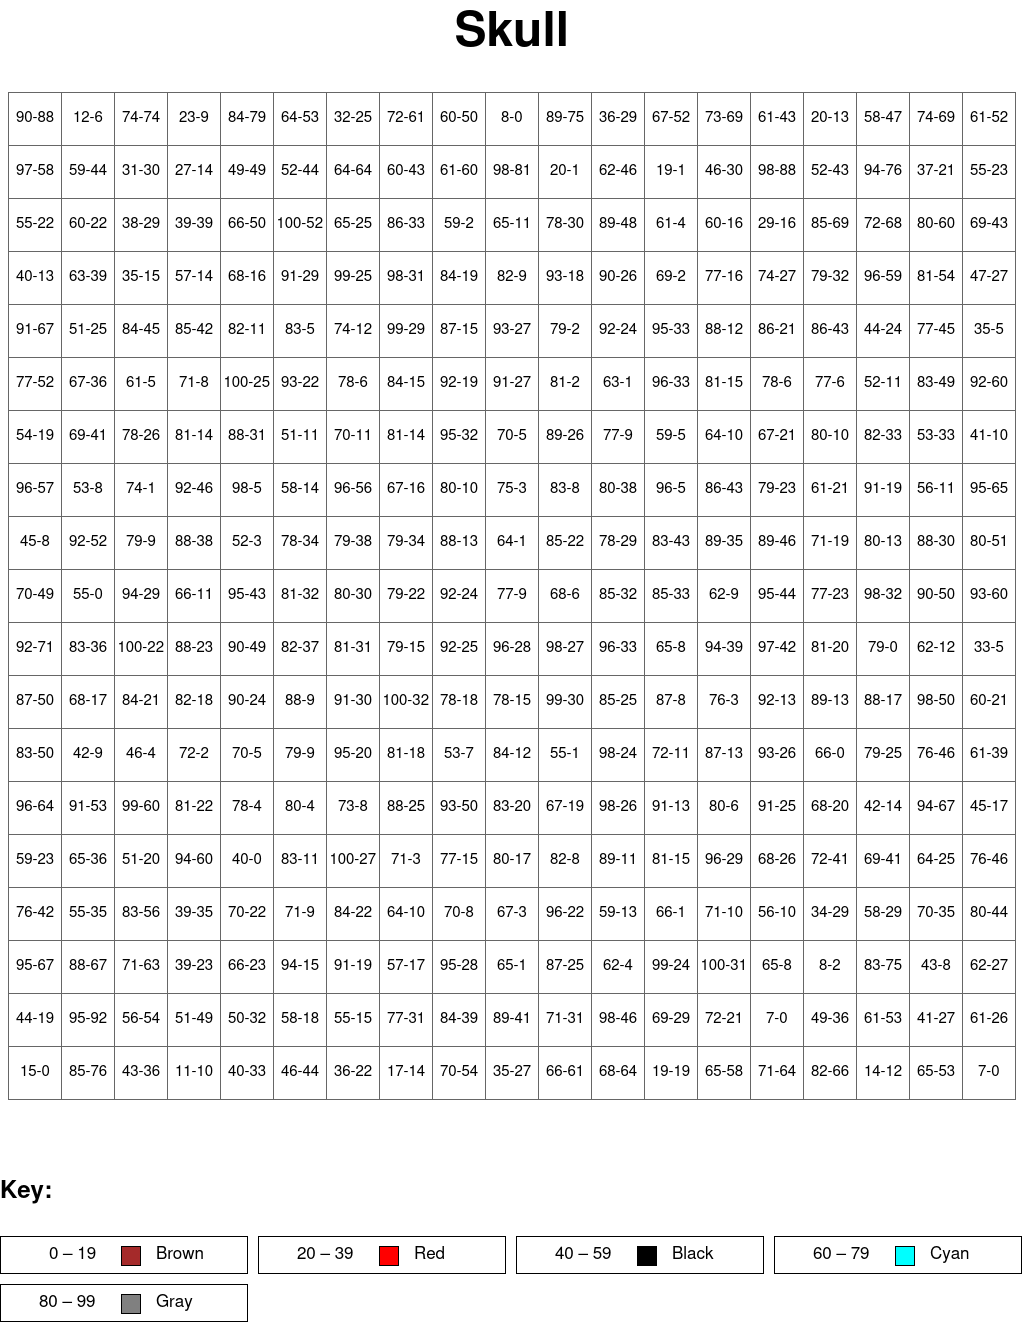 Skull
90-88 12-6 74-74 23-9 84-79 64-53 32-25 72-61 60-50 8-0 89-75 36-29 67-52 73-69 61-43 20-13 58-47 74-69 61-52
97-58 59-44 31-30 27-14 49-49 52-44 64-64 60-43 61-60 98-81 20-1 62-46 19-1 46-30 98-88 52-43 94-76 37-21 55-23
55-22 60-22 38-29 39-39 66-50 100-52 65-25 86-33 59-2 65-11 78-30 89-48 61-4 60-16 29-16 85-69 72-68 80-60 69-43
40-13 63-39 35-15 57-14 68-16 91-29 99-25 98-31 84-19 82-9 93-18 90-26 69-2 77-16 74-27 79-32 96-59 81-54 47-27
91-67 51-25 84-45 85-42 82-11 83-5 74-12 99-29 87-15 93-27 79-2 92-24 95-33 88-12 86-21 86-43 44-24 77-45 35-5
77-52 67-36 61-5 71-8 100-25 93-22 78-6 84-15 92-19 91-27 81-2 63-1 96-33 81-15 78-6 77-6 52-11 83-49 92-60
54-19 69-41 78-26 81-14 88-31 51-11 70-11 81-14 95-32 70-5 89-26 77-9 59-5 64-10 67-21 80-10 82-33 53-33 41-10
96-57 53-8 74-1 92-46 98-5 58-14 96-56 67-16 80-10 75-3 83-8 80-38 96-5 86-43 79-23 61-21 91-19 56-11 95-65
45-8 92-52 79-9 88-38 52-3 78-34 79-38 79-34 88-13 64-1 85-22 78-29 83-43 89-35 89-46 71-19 80-13 88-30 80-51
70-49 55-0 94-29 66-11 95-43 81-32 80-30 79-22 92-24 77-9 68-6 85-32 85-33 62-9 95-44 77-23 98-32 90-50 93-60
92-71 83-36 100-22 88-23 90-49 82-37 81-31 79-15 92-25 96-28 98-27 96-33 65-8 94-39 97-42 81-20 79-0 62-12 33-5
87-50 68-17 84-21 82-18 90-24 88-9 91-30 100-32 78-18 78-15 99-30 85-25 87-8 76-3 92-13 89-13 88-17 98-50 60-21
83-50 42-9 46-4 72-2 70-5 79-9 95-20 81-18 53-7 84-12 55-1 98-24 72-11 87-13 93-26 66-0 79-25 76-46 61-39
96-64 91-53 99-60 81-22 78-4 80-4 73-8 88-25 93-50 83-20 67-19 98-26 91-13 80-6 91-25 68-20 42-14 94-67 45-17
59-23 65-36 51-20 94-60 40-0 83-11 100-27 71-3 77-15 80-17 82-8 89-11 81-15 96-29 68-26 72-41 69-41 64-25 76-46
76-42 55-35 83-56 39-35 70-22 71-9 84-22 64-10 70-8 67-3 96-22 59-13 66-1 71-10 56-10 34-29 58-29 70-35 80-44
95-67 88-67 71-63 39-23 66-23 94-15 91-19 57-17 95-28 65-1 87-25 62-4 99-24 100-31 65-8 8-2 83-75 43-8 62-27
44-19 95-92 56-54 51-49 50-32 58-18 55-15 77-31 84-39 89-41 71-31 98-46 69-29 72-21 7-0 49-36 61-53 41-27 61-26
15-0 85-76 43-36 11-10 40-33 46-44 36-22 17-14 70-54 35-27 66-61 68-64 19-19 65-58 71-64 82-66 14-12 65-53 7-0
Key:
0 – 19 Brown 20 – 39 Red 40 – 59 Black 60 – 79 Cyan
80 – 99 Gray